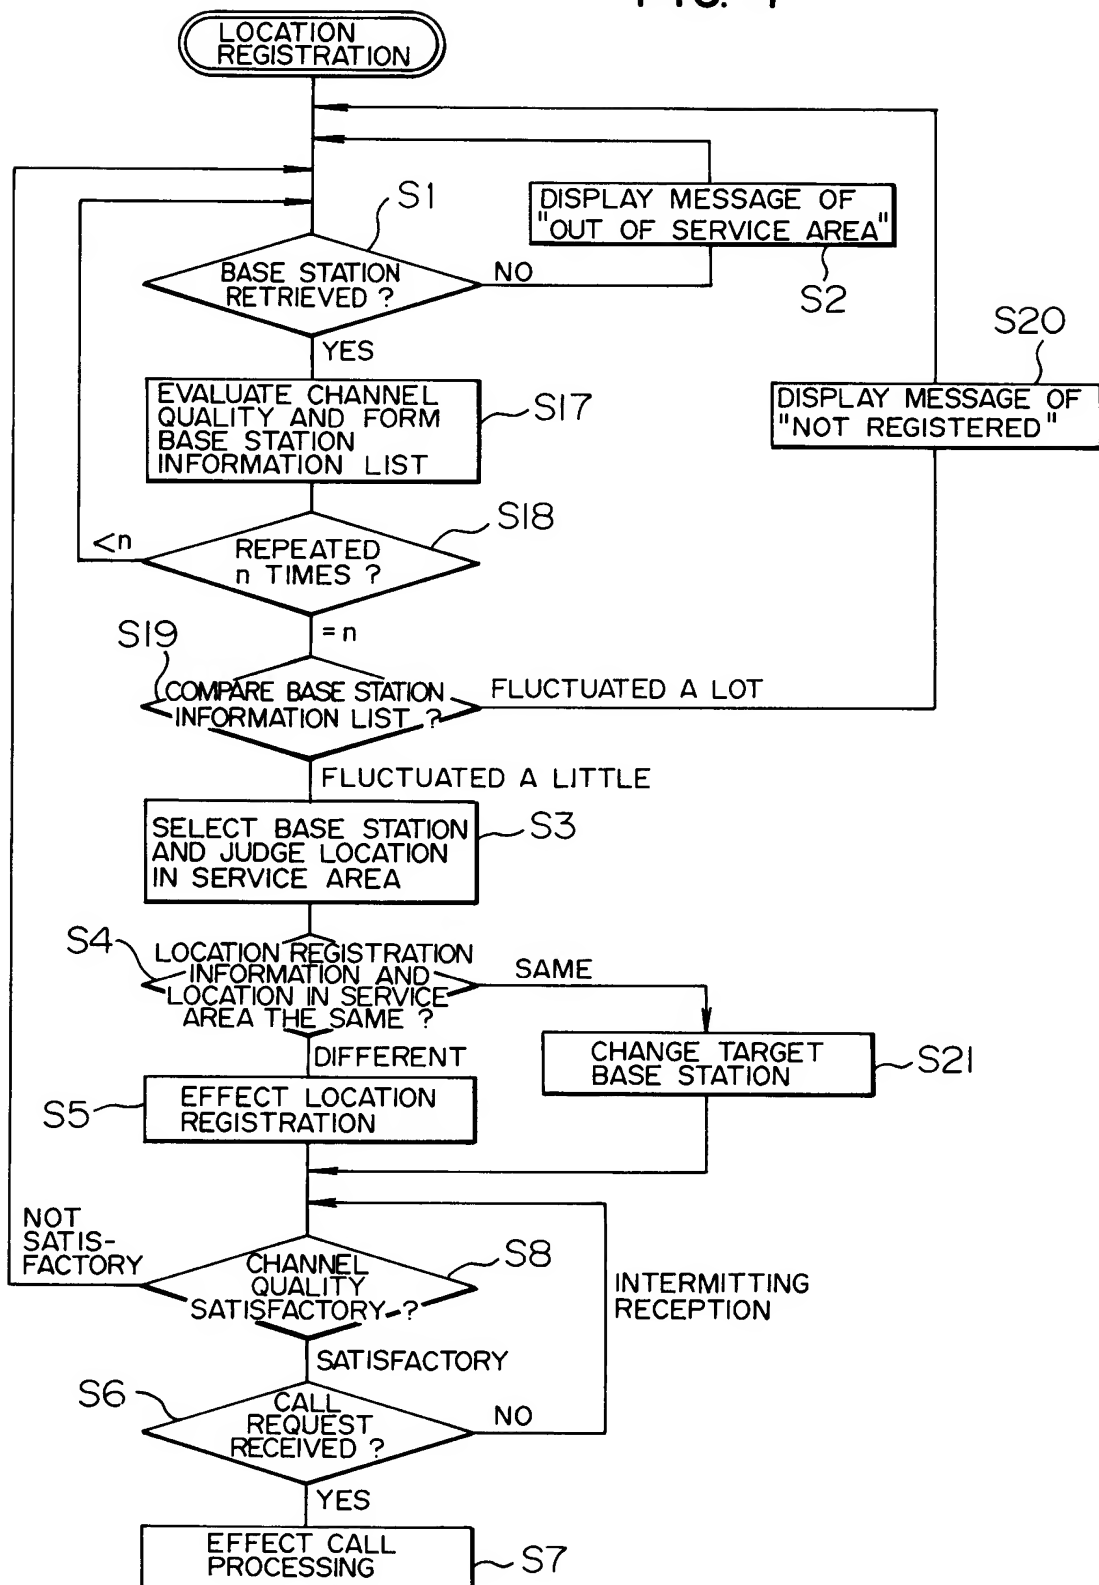 LOCATION
REGISTRATION
S1
DISPLAY MESSAGE OF
"OUT OF SERVICE AREA"
S2
BASE STATION
RETRIEVED ?
NO
YES
S20
DISPLAY MESSAGE OF
"NOT REGISTERED"
EVALUATE CHANNEL
QUALITY AND FORM
BASE STATION
INFORMATION LIST
S17
S18
<n
REPEATED
n TIMES ?
= n
S19
COMPARE BASE STATION
INFORMATION LIST ?
FLUCTUATED A LOT
FLUCTUATED A LITTLE
SELECT BASE STATION
AND JUDGE LOCATION
IN SERVICE AREA
S3
S4
LOCATION REGISTRATION
INFORMATION AND
LOCATION IN SERVICE
AREA THE SAME ?
SAME
DIFFERENT
CHANGE TARGET
BASE STATION
S21
S5
EFFECT LOCATION
REGISTRATION
NOT
SATIS-
FACTORY
CHANNEL
QUALITY
SATISFACTORY ?
S8
INTERMITTING
RECEPTION
SATISFACTORY
S6
CALL
REQUEST
RECEIVED ?
NO
YES
EFFECT CALL
PROCESSING
S7